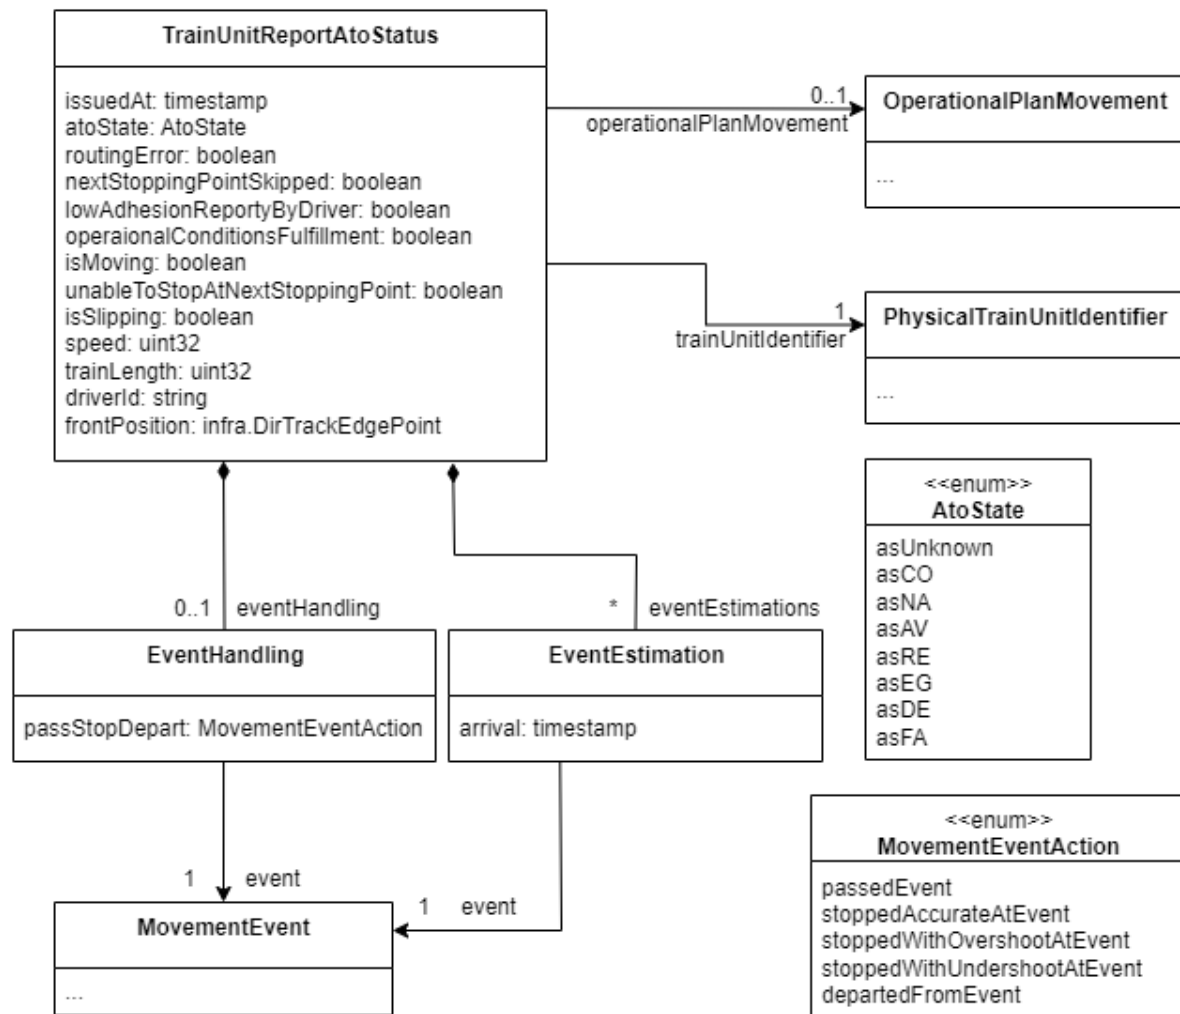 TrainUnitReportAtoStatus
issuedAt: timestamp
atoState: AtoState
routingError: boolean
nextStoppingPointSkipped: boolean
lowAdhesionReportyByDriver: boolean
operaionalConditionsFulfillment: boolean
isMoving: boolean
unableToStopAtNextStoppingPoint: boolean
isSlipping: boolean
speed: uint32
trainLength: uint32
driverId: string
frontPosition: infra.DirTrackEdgePoint
0..1
operationalPlanMovement
OperationalPlanMovement
...
1
trainUnitIdentifier
PhysicalTrainUnitIdentifier
...
<<enum>>
AtoState
asUnknown
asCO
asNA
asAV
asRE
asEG
asDE
asFA
0..1 eventHandling
* eventEstimations
EventHandling
passStopDepart: MovementEventAction
EventEstimation
arrival: timestamp
1 event
1 event
MovementEvent
...
<<enum>>
MovementEventAction
passedEvent
stoppedAccurateAtEvent
stoppedWithOvershootAtEvent
stoppedWithUndershootAtEvent
departedFromEvent